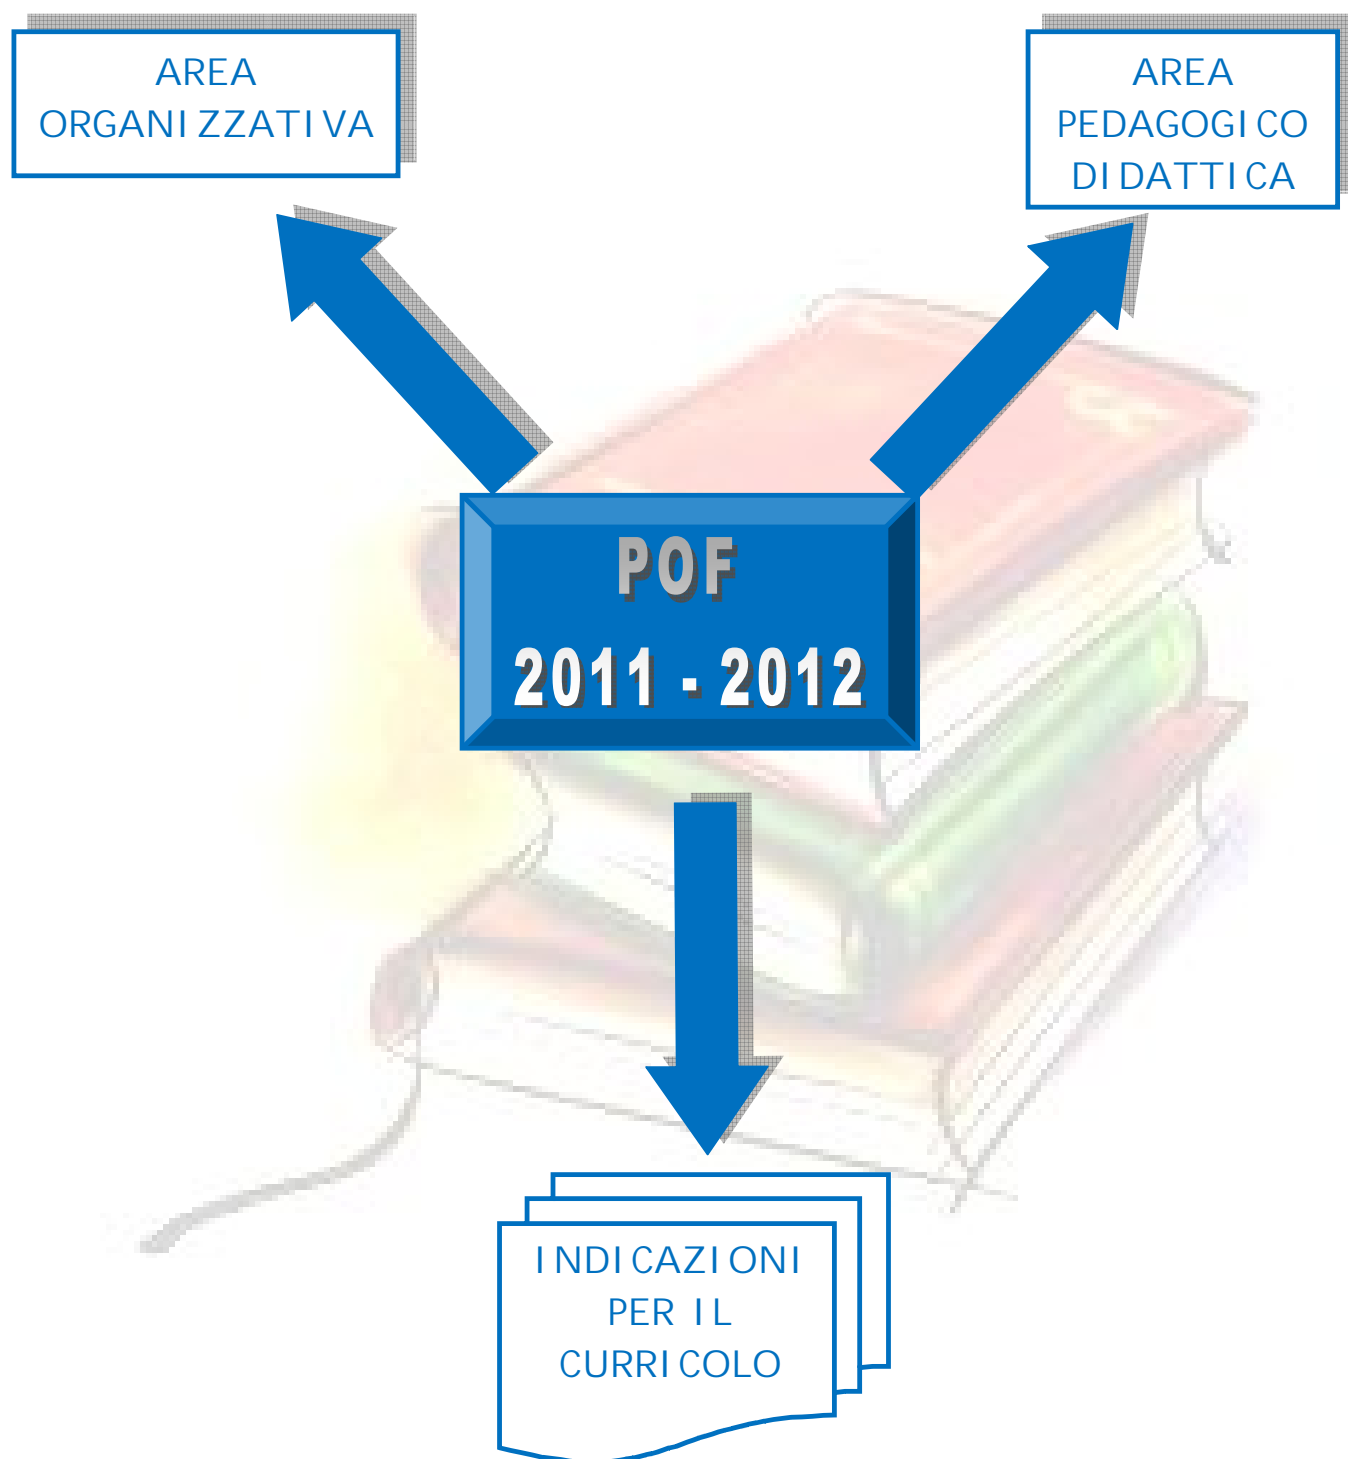 AREA
ORGANIZZATIVA
AREA
PEDAGOGICO
DIDATTICA
POF
2011 - 2012
INDICAZIONI
PER IL
CURRICOLO